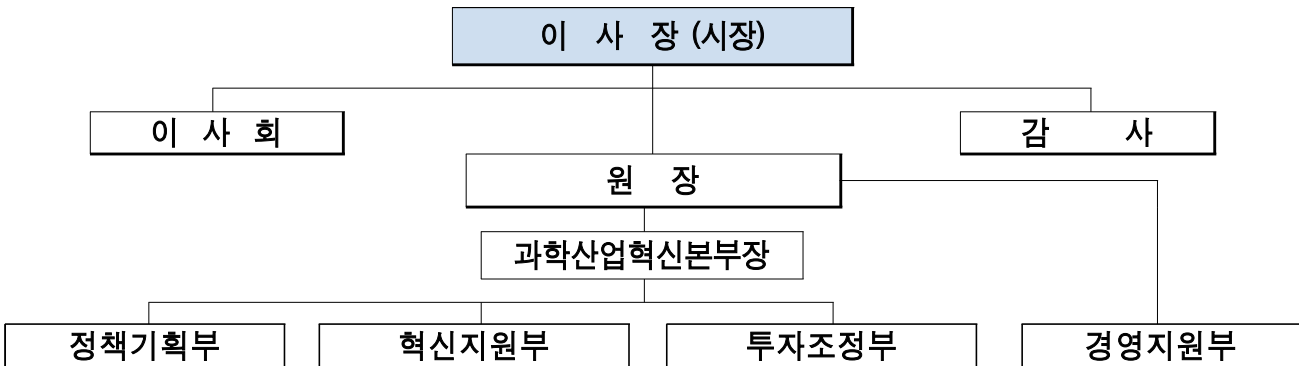 이 사 장 (시장)
이 사 회
감 사
원 장
과학산업혁신본부장
정책기획부
혁신지원부
투자조정부
경영지원부